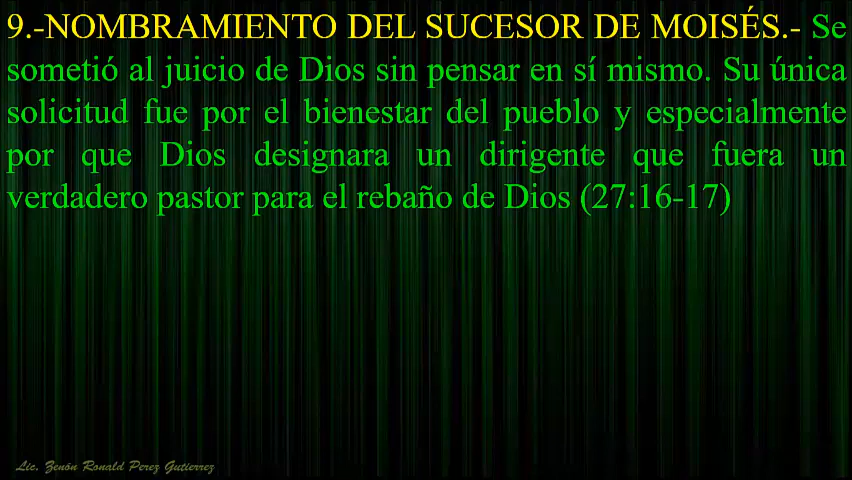 9.-NOMBRAMIENTO DEL SUCESOR DE MOISÉS.- Se
sometió al juicio de Dios sin pensar en sí mismo. Su única
solicitud fue por el bienestar del pueblo y especialmente
por que Dios designara un dirigente que fuera un
verdadero pastor para el rebaño de Dios (27:16-17)
Lic. Zenón Ronald Perez Gutierrez